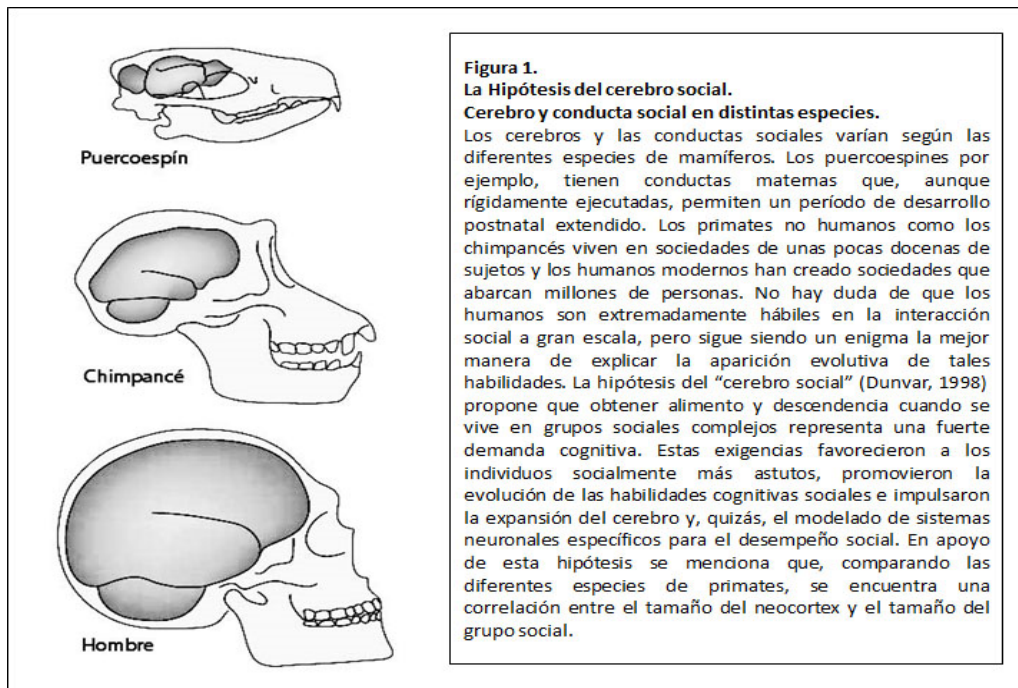 Puercoespín
Chimpancé
Hombre
Figura 1.
La Hipótesis del cerebro social.
Cerebro y conducta social en distintas especies.
Los cerebros y las conductas sociales varían según las
diferentes especies de mamíferos. Los puercoespines por
ejemplo, tienen conductas maternas que, aunque
rígidamente ejecutadas, permiten un período de desarrollo
postnatal extendido. Los primates no humanos como los
chimpancés viven en sociedades de unas pocas docenas de
sujetos y los humanos modernos han creado sociedades que
abarcan millones de personas. No hay duda de que los
humanos son extremadamente hábiles en la interacción
social a gran escala, pero sigue siendo un enigma la mejor
manera de explicar la aparición evolutiva de tales
habilidades. La hipótesis del “cerebro social” (Dunvar, 1998)
propone que obtener alimento y descendencia cuando se
vive en grupos sociales complejos representa una fuerte
demanda cognitiva. Estas exigencias favorecieron a los
individuos socialmente más astutos, promovieron la
evolución de las habilidades cognitivas sociales e impulsaron
la expansión del cerebro y, quizás, el modelado de sistemas
neuronales específicos para el desempeño social. En apoyo
de esta hipótesis se menciona que, comparando las
diferentes especies de primates, se encuentra una
correlación entre el tamaño del neocortex y el tamaño del
grupo social.